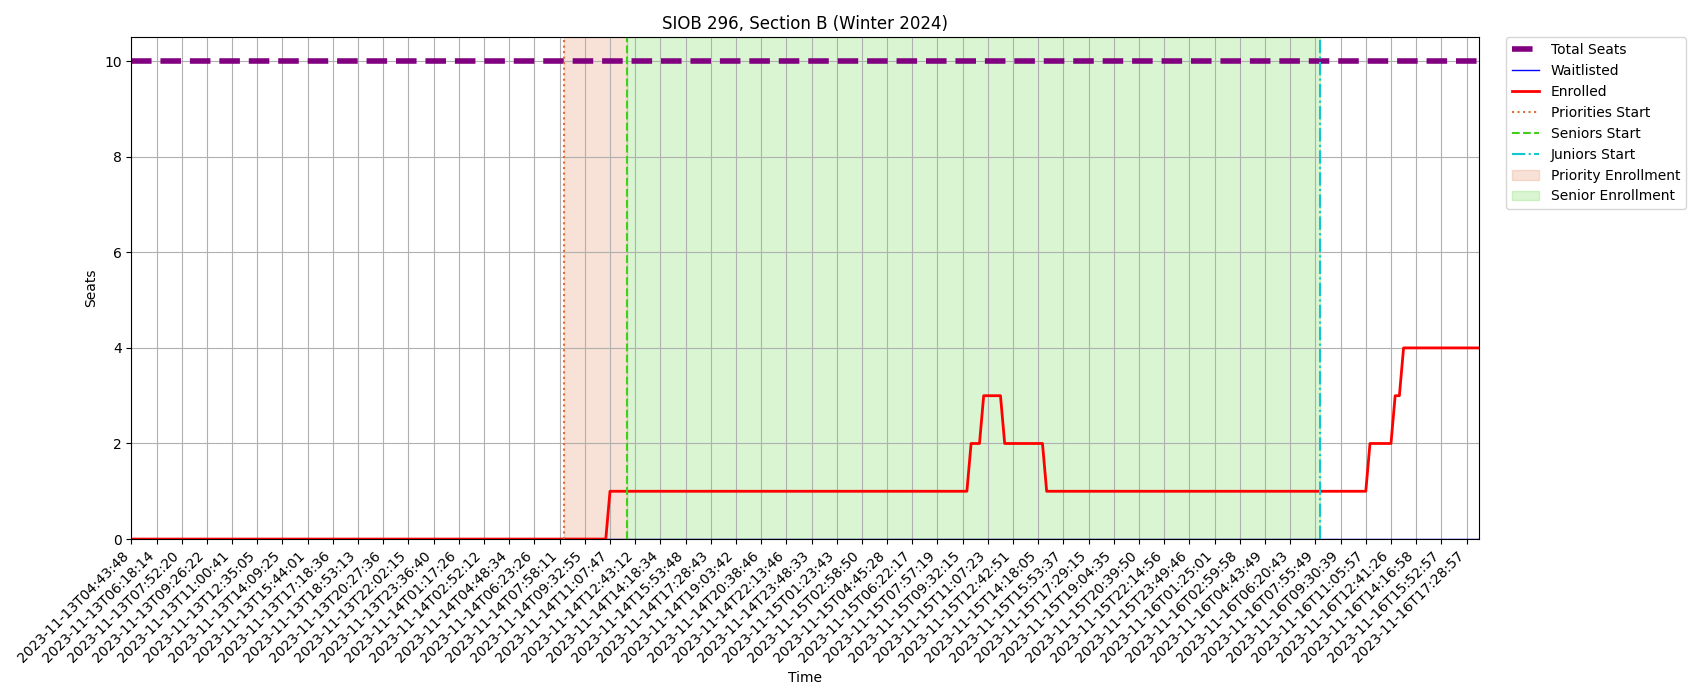 SIOB 296, Section B (Winter 2024)
Total Seats
Waitlisted
Enrolled
Priorities Start
Seniors Start
Juniors Start
Priority Enrollment
Senior Enrollment
Seats
10
8
6
4
2
0
2023-11-13T04:43:48
2023-11-13T06:18:14
2023-11-13T07:52:20
2023-11-13T09:26:22
2023-11-13T11:00:41
2023-11-13T12:35:05
2023-11-13T14:09:25
2023-11-13T15:44:01
2023-11-13T17:18:36
2023-11-13T18:53:13
2023-11-13T20:27:36
2023-11-13T22:02:15
2023-11-13T23:36:40
2023-11-14T01:17:26
2023-11-14T02:52:12
2023-11-14T04:48:34
2023-11-14T06:23:26
2023-11-14T07:58:11
2023-11-14T09:32:55
2023-11-14T11:07:47
2023-11-14T12:43:12
2023-11-14T14:18:34
2023-11-14T15:53:48
2023-11-14T17:28:43
2023-11-14T19:03:42
2023-11-14T20:38:46
2023-11-14T22:13:46
2023-11-14T23:48:33
2023-11-15T01:23:43
2023-11-15T02:58:50
2023-11-15T04:45:28
2023-11-15T06:22:17
2023-11-15T07:57:19
2023-11-15T09:32:15
2023-11-15T11:07:23
2023-11-15T12:42:51
2023-11-15T14:18:05
2023-11-15T15:53:37
2023-11-15T17:29:15
2023-11-15T19:04:35
2023-11-15T20:39:50
2023-11-15T22:14:56
2023-11-15T23:49:46
2023-11-16T01:25:01
2023-11-16T02:59:58
2023-11-16T04:43:49
2023-11-16T06:20:43
2023-11-16T07:55:49
2023-11-16T09:30:39
2023-11-16T11:05:57
2023-11-16T12:41:26
2023-11-16T14:16:58
2023-11-16T15:52:57
2023-11-16T17:28:57
Time